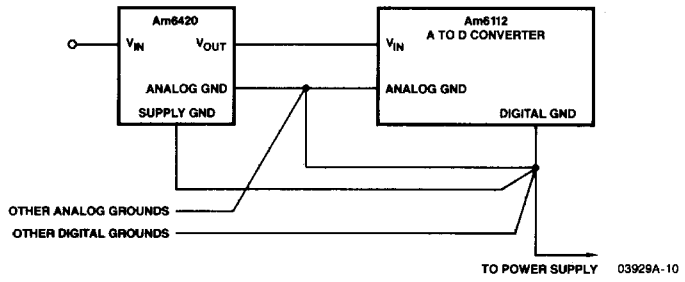 Am6420
Am6112
A TO D CONVERTER
VIN
VOUT
VIN
ANALOG GND
ANALOG GND
SUPPLY GND
DIGITAL GND
OTHER ANALOG GROUNDS
OTHER DIGITAL GROUNDS
TO POWER SUPPLY
03929A-10